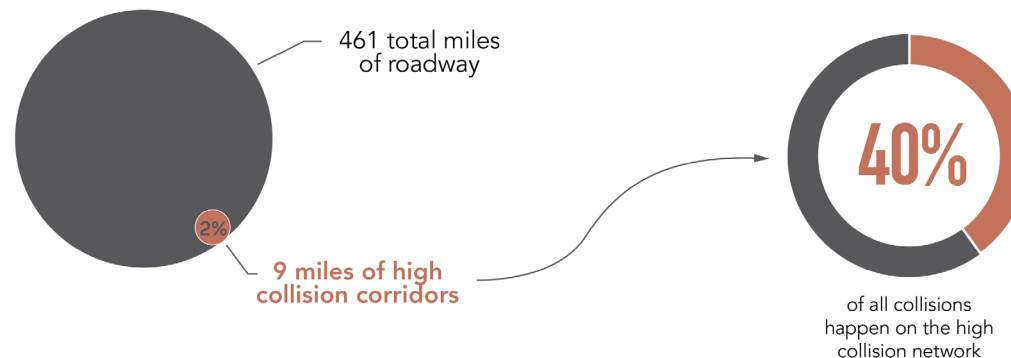 461 total miles
of roadway
2%
9 miles of high
collision corridors
40%
of all collisions
happen on the high
collision network